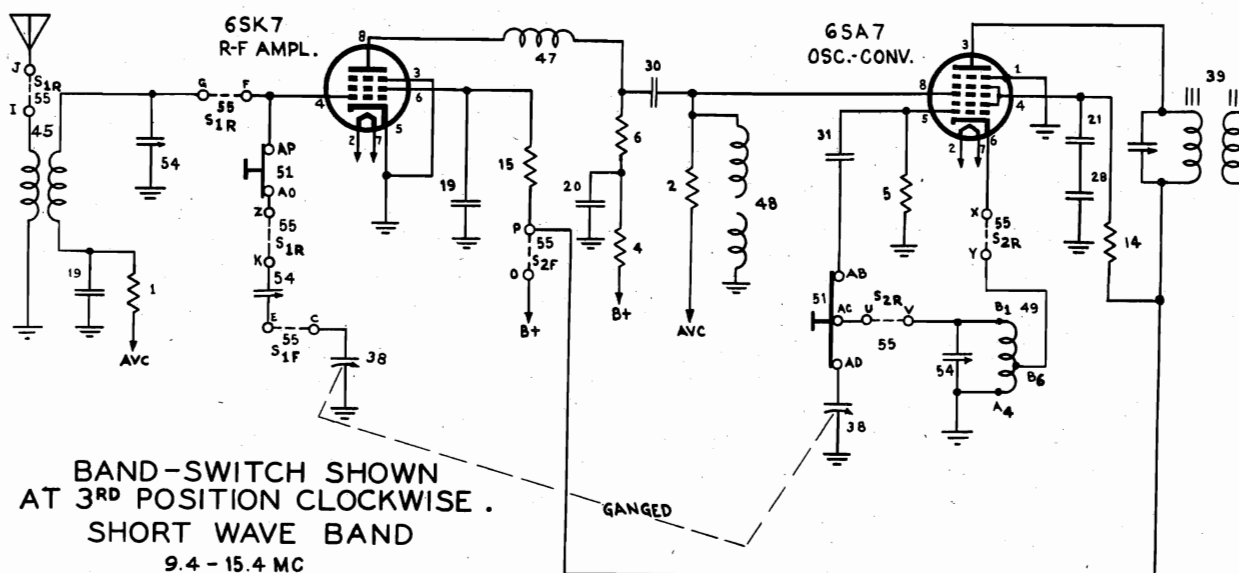 6SK7
R-F AMPL.
6SA7
OSC.-CONV.
J
S1R
55
I
45
G
F
55
S1R
54
8
3
6
4
5
2
7
47
30
AP
51
AO
Z
55
S1R
K
54
E
C
55
S1F
38
19
1
AVC
19
15
P
55
S2F
O
B+
6
20
4
B+
2
AVC
48
3
1
8
4
5
6
2
7
31
5
X
55
S2R
Y
21
28
14
39
AB
51
AC
U
S2R
V
55
AD
38
54
B1
49
B6
A4
GANGED
BAND-SWITCH SHOWN
AT 3RD POSITION CLOCKWISE.
SHORT WAVE BAND
9.4-15.4 MC